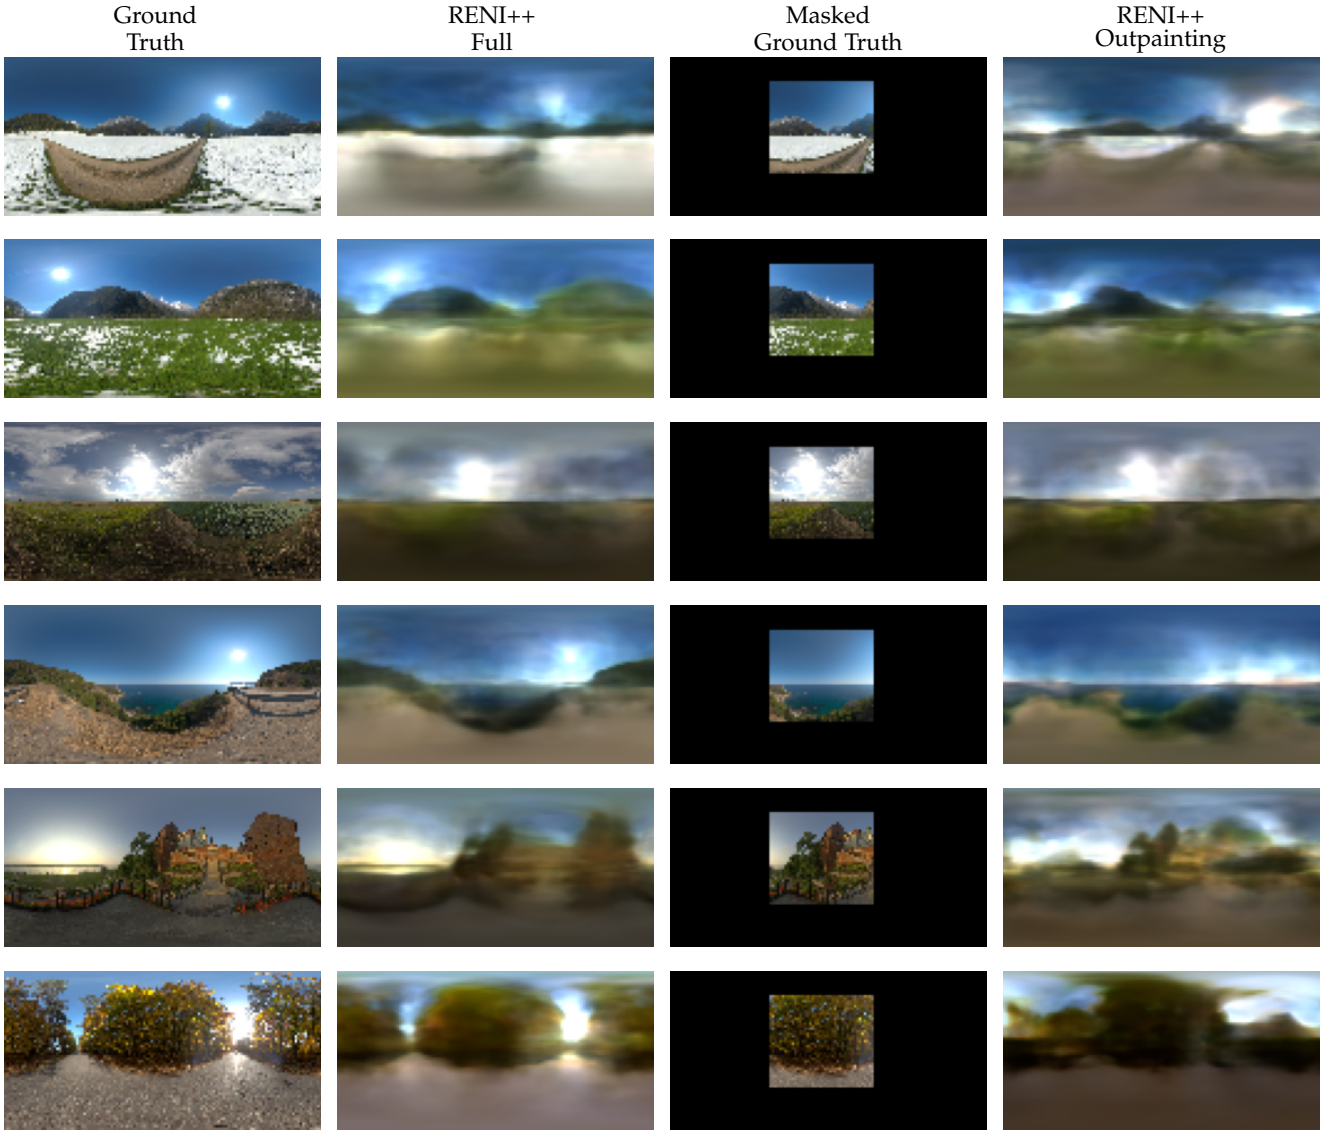 Ground
Truth
RENI++
Full
Masked
Ground Truth
RENI++
Outpainting